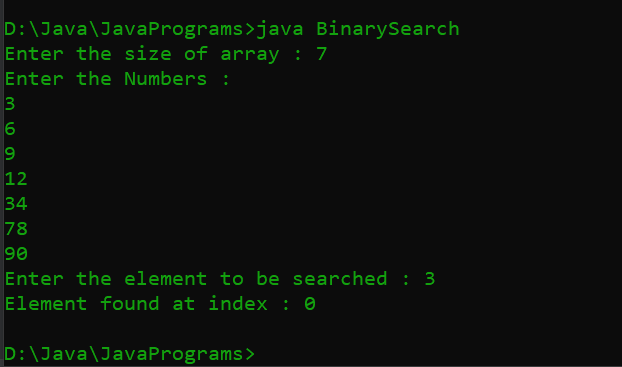 D:\Java\JavaPrograms>java BinarySearch
Enter the size of array : 7
Enter the Numbers :
3
6
9
12
34
78
90
Enter the element to be searched : 3
Element found at index : 0
D:\Java\JavaPrograms>